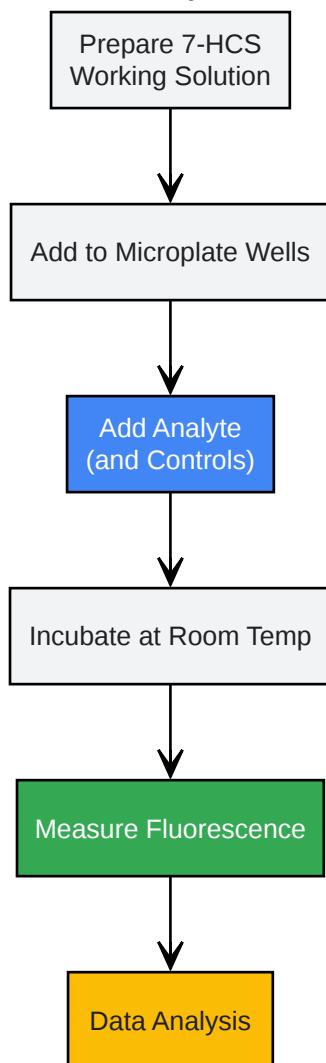 Prepare 7-HCS
Working Solution
Add to Microplate Wells
Add Analyte
(and Controls)
Incubate at Room Temp
Measure Fluorescence
Data Analysis